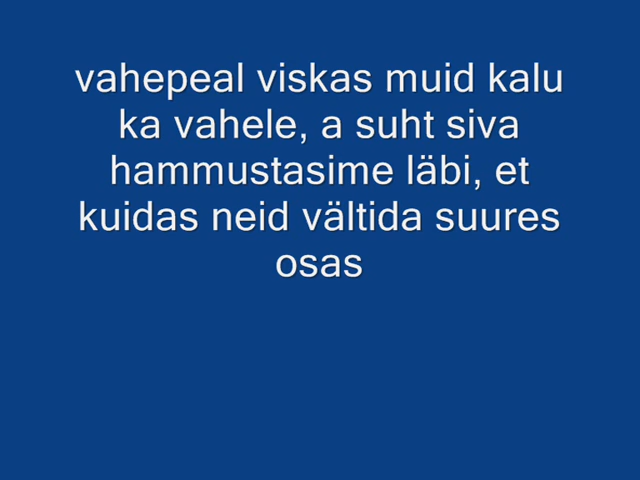 vahepeal viskas muid kalu
ka vahele, a suht siva
hammustasime läbi, et
kuidas neid vältida suures
osas